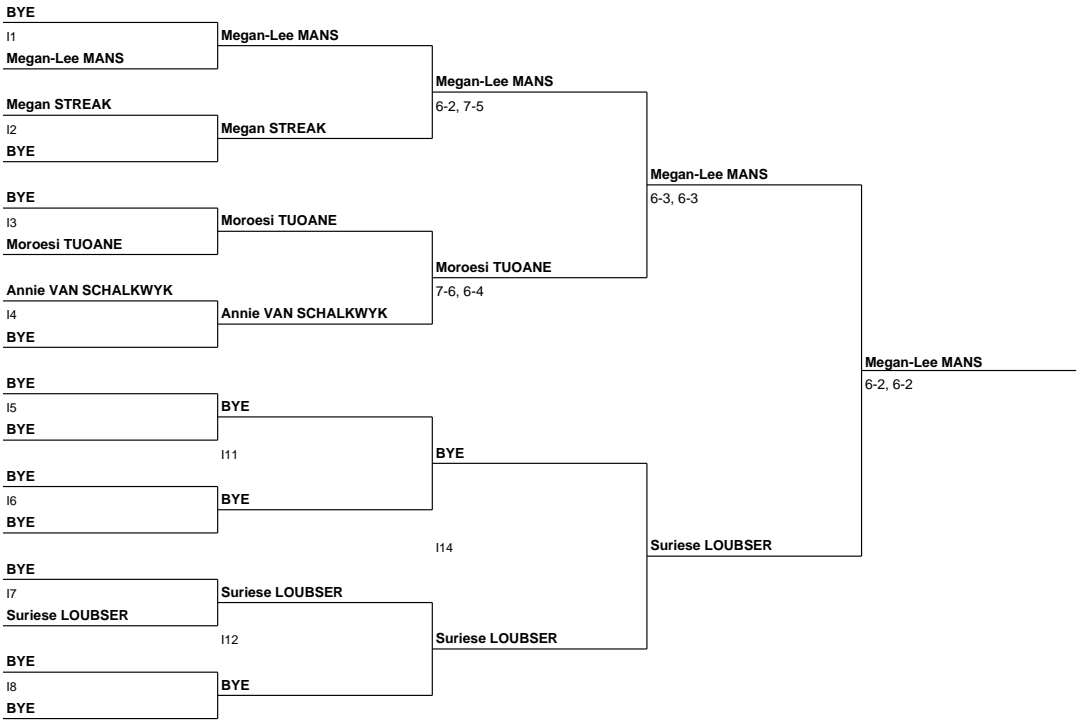 BYE
I1
Megan-Lee MANS
Megan-Lee MANS
Megan-Lee MANS
6-2, 7-5
Megan STREAK
I2
Megan STREAK
BYE
Megan-Lee MANS
6-3, 6-3
BYE
I3
Moroesi TUOANE
Moroesi TUOANE
Moroesi TUOANE
7-6, 6-4
Annie VAN SCHALKWYK
I4
Annie VAN SCHALKWYK
BYE
Megan-Lee MANS
6-2, 6-2
BYE
I5
BYE
BYE
I11
BYE
BYE
I6
BYE
BYE
I14
Suriese LOUBSER
BYE
I7
Suriese LOUBSER
Suriese LOUBSER
I12
Suriese LOUBSER
BYE
I8
BYE
BYE